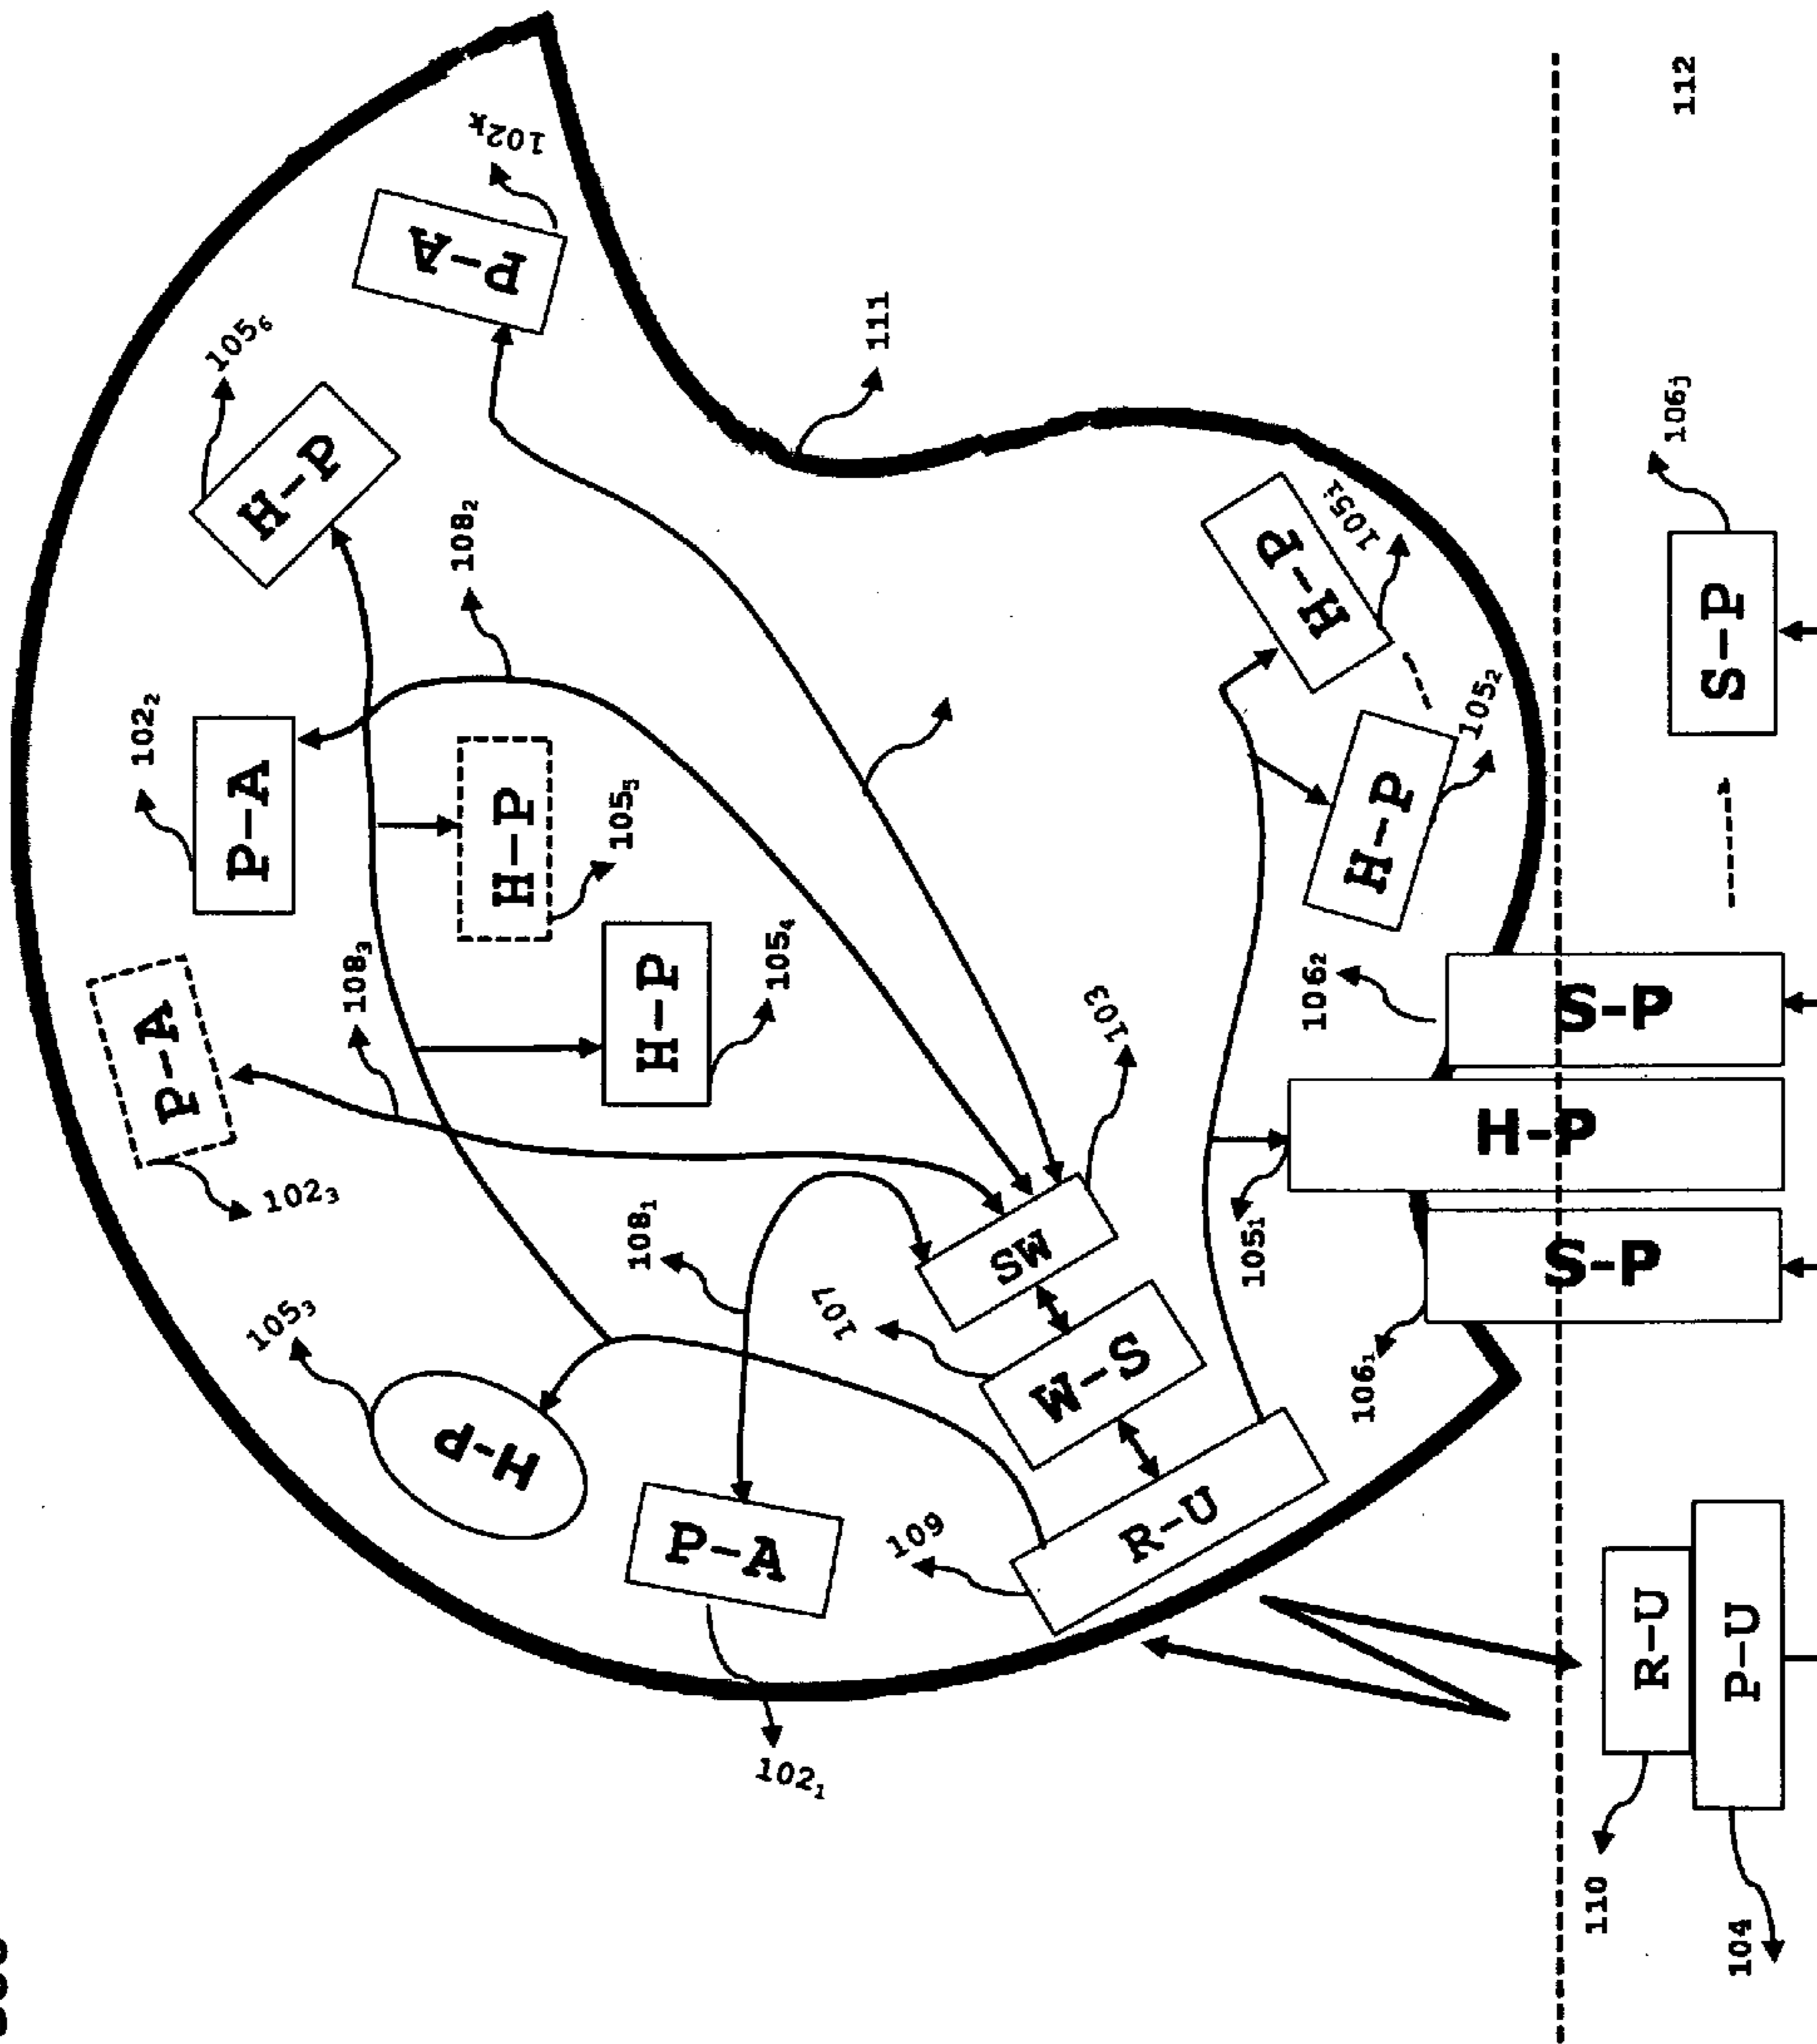 102ₖ
P-A
105₆
H-P
111
108₂
106ⱼ
112
102₂
P-A
H-P
105₅
H-P
105ᵢ
S-P
H-P
105₂
P-A
102₃
108₃
H-P
105₄
103
106₂
S-P
H-P
105₁
S-P
106₁
108₁
SW
107
W-S
105₃
H-P
P-A
102₁
109
R-U
R-U
P-U
110
104